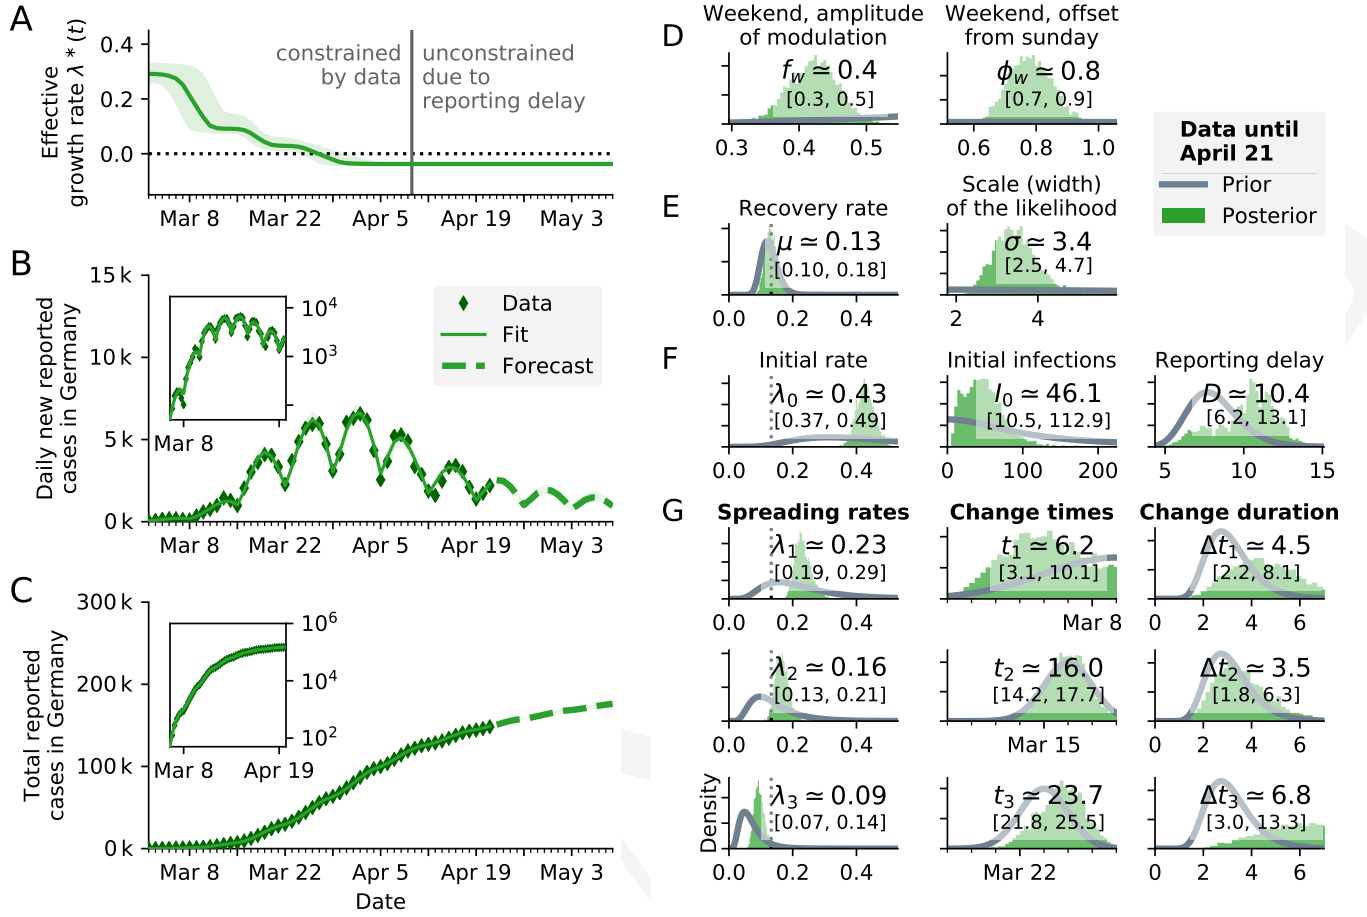 A
Effective
growth rate λ * (t)
0.4
0.2
0.0
constrained
by data
unconstrained
due to
reporting delay
Mar 8
Mar 22
Apr 5
Apr 19
May 3
B
Daily new reported
cases in Germany
15 k
10 k
5 k
0 k
10⁴
10³
Mar 8
Data
Fit
Forecast
Mar 8
Mar 22
Apr 5
Apr 19
May 3
C
Total reported
cases in Germany
300 k
200 k
100 k
0 k
10⁶
10⁴
10²
Mar 8
Apr 19
Mar 8
Mar 22
Apr 5
Apr 19
May 3
Date
D
Weekend, amplitude
of modulation
f_w ≃ 0.4
[0.3, 0.5]
0.3
0.4
0.5
Weekend, offset
from sunday
ϕ_w ≃ 0.8
[0.7, 0.9]
0.6
0.8
1.0
Data until
April 21
Prior
Posterior
E
Recovery rate
μ ≃ 0.13
[0.10, 0.18]
0.0
0.2
0.4
Scale (width)
of the likelihood
σ ≃ 3.4
[2.5, 4.7]
2
4
F
Initial rate
λ₀ ≃ 0.43
[0.37, 0.49]
0.0
0.2
0.4
Initial infections
I₀ ≃ 46.1
[10.5, 112.9]
0
100
200
Reporting delay
D ≃ 10.4
[6.2, 13.1]
5
10
15
G
Spreading rates
λ₁ ≃ 0.23
[0.19, 0.29]
0.0
0.2
0.4
Change times
t₁ ≃ 6.2
[3.1, 10.1]
Mar 8
Change duration
Δt₁ ≃ 4.5
[2.2, 8.1]
0
2
4
6
λ₂ ≃ 0.16
[0.13, 0.21]
0.0
0.2
0.4
t₂ ≃ 16.0
[14.2, 17.7]
Mar 15
Δt₂ ≃ 3.5
[1.8, 6.3]
0
2
4
6
Density
λ₃ ≃ 0.09
[0.07, 0.14]
0.0
0.2
0.4
t₃ ≃ 23.7
[21.8, 25.5]
Mar 22
Δt₃ ≃ 6.8
[3.0, 13.3]
0
2
4
6